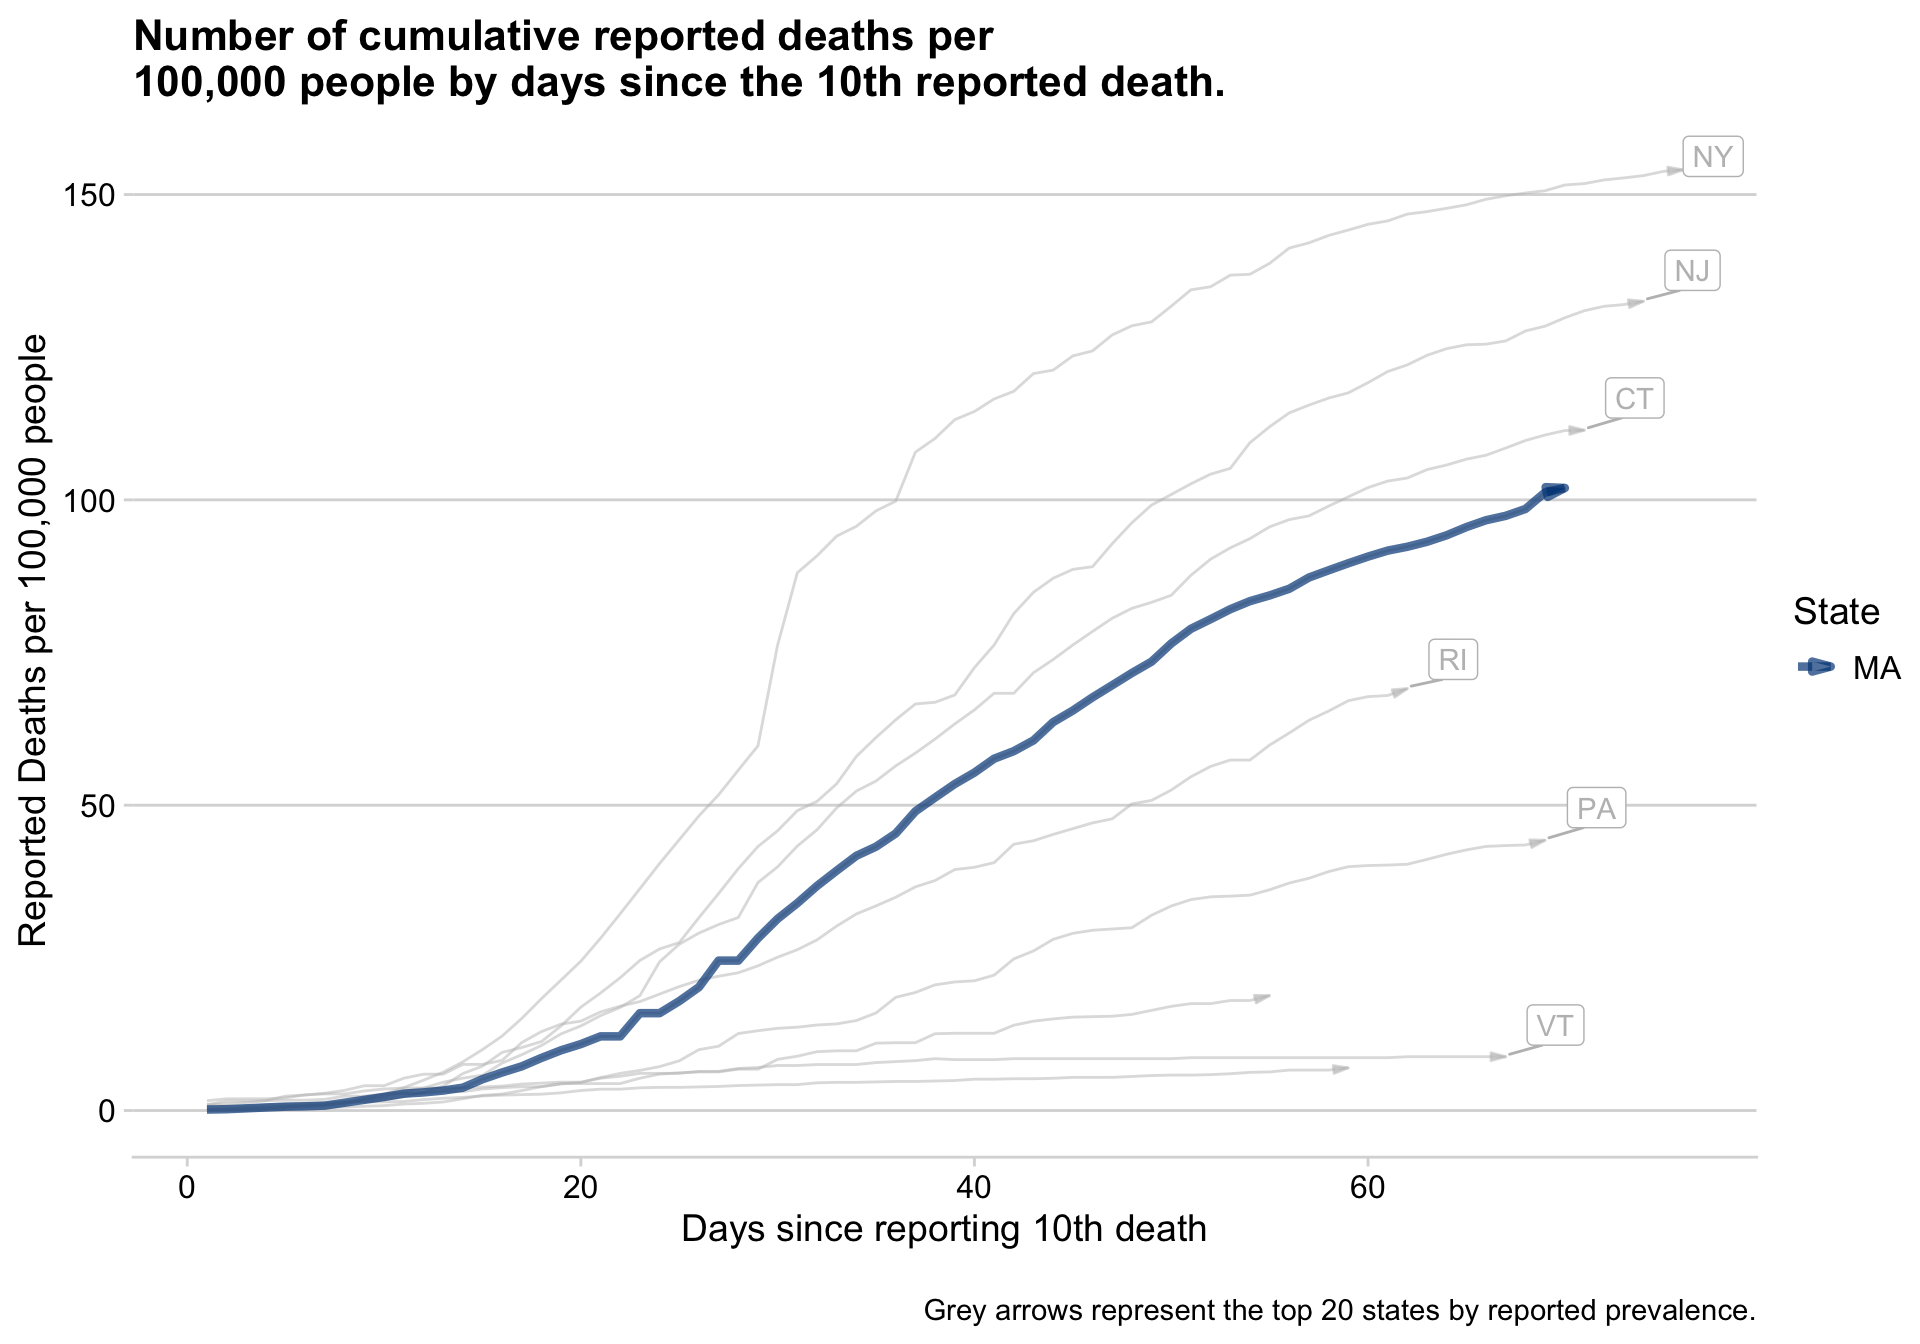 Number of cumulative reported deaths per
100,000 people by days since the 10th reported death.
Reported Deaths per 100,000 people
150
100
50
0
NY
NJ
CT
RI
PA
VT
State
MA
0
20
40
60
Days since reporting 10th death
Grey arrows represent the top 20 states by reported prevalence.